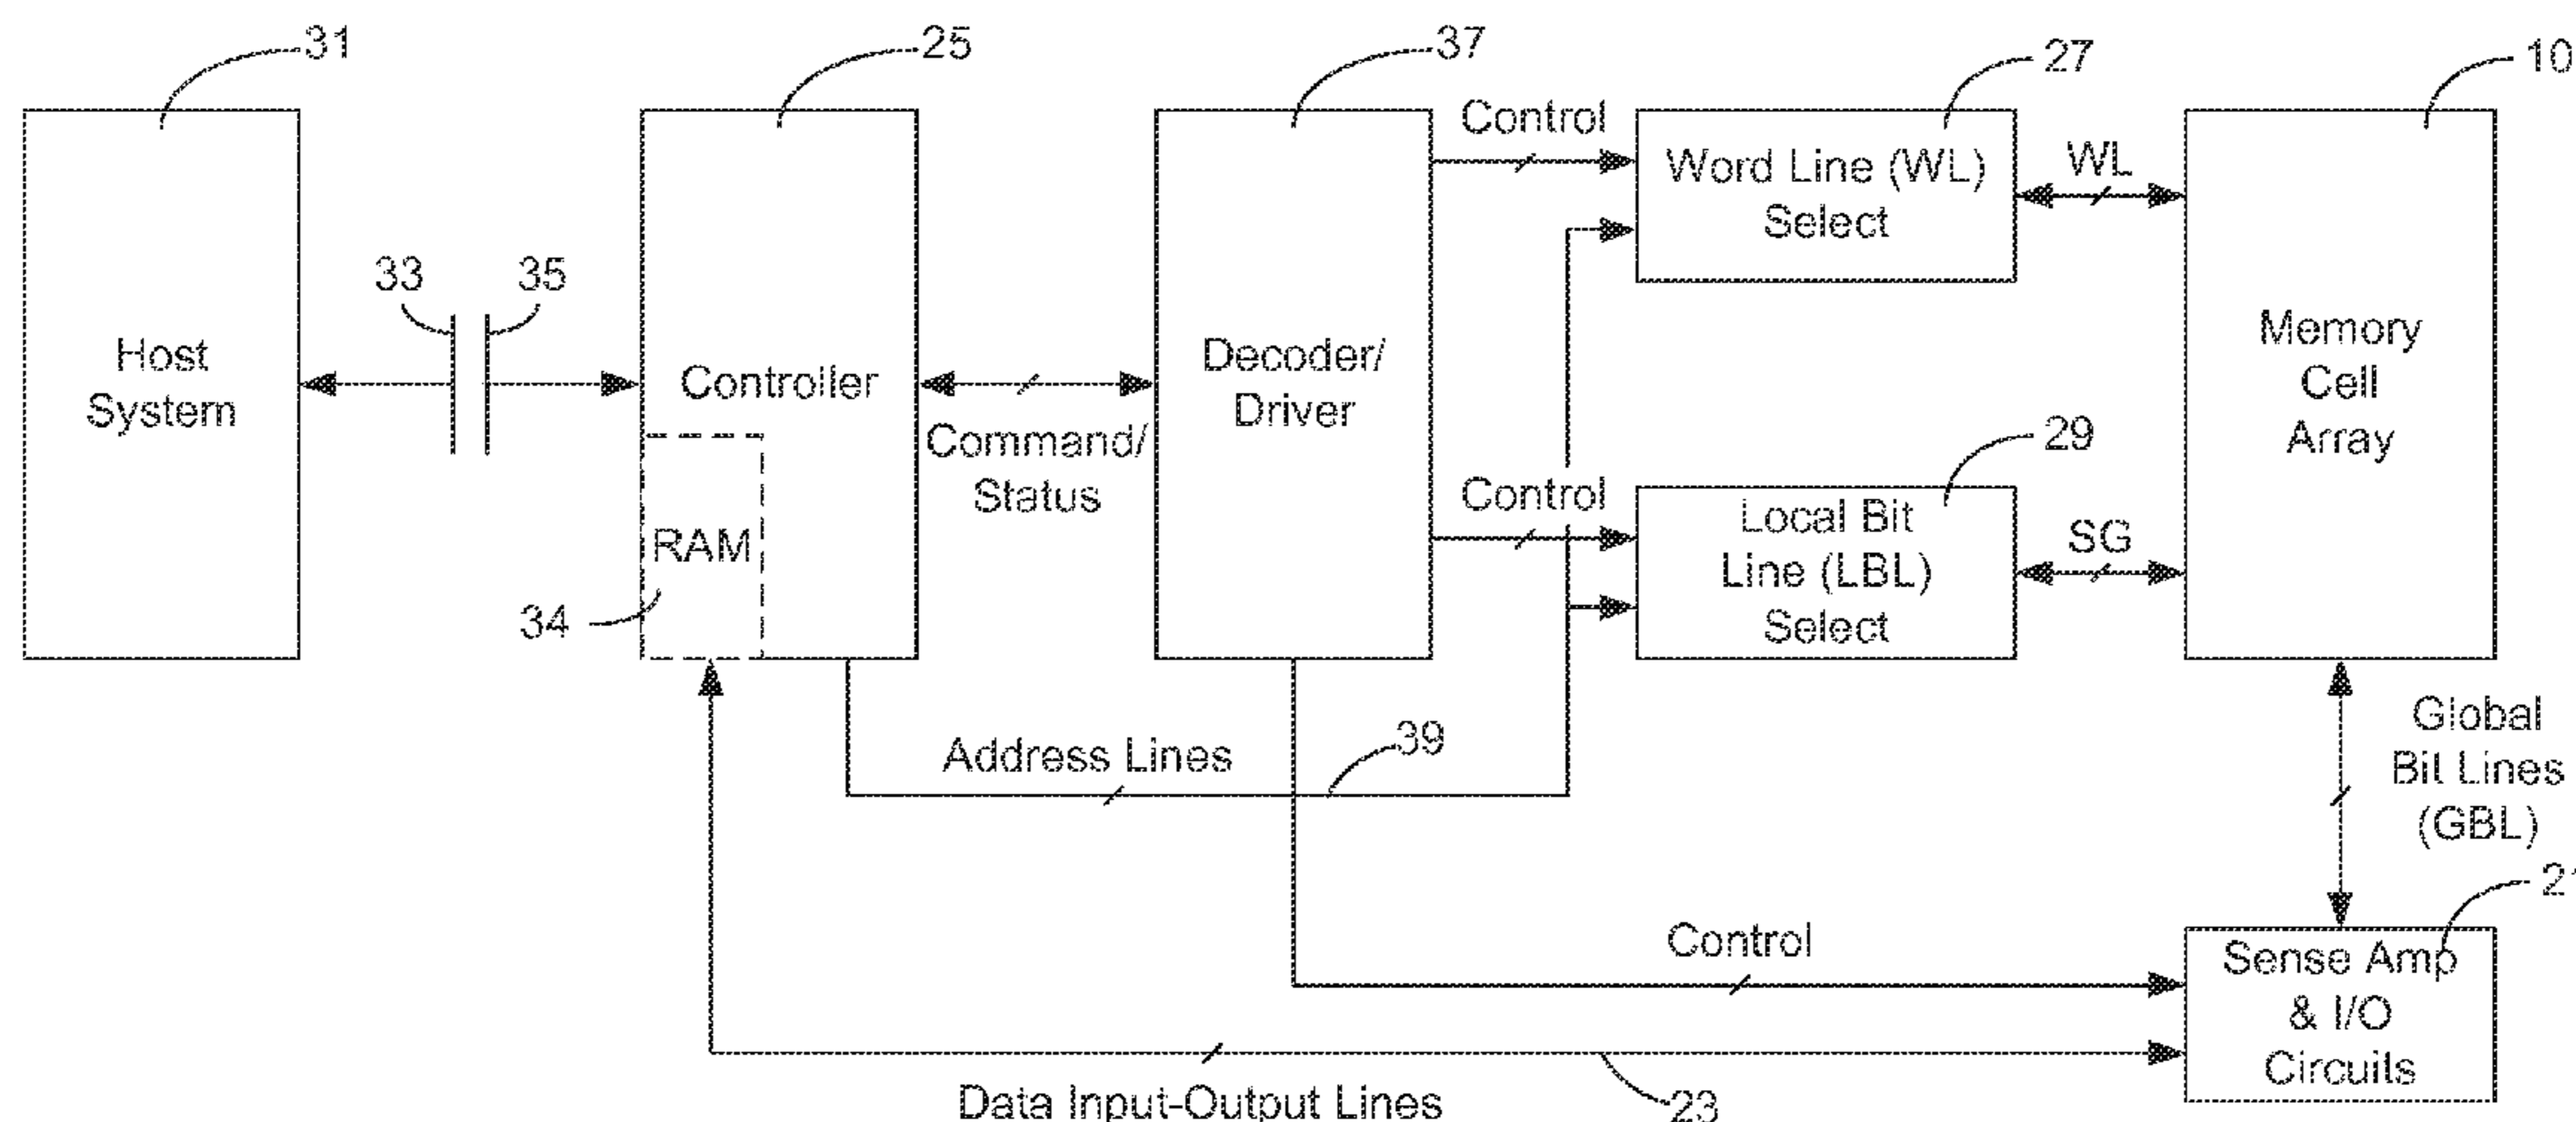 31
25
37
27
10
Host
System
33
35
Controller
RAM
34
Command/
Status
Decoder/
Driver
Control
Word Line (WL)
Select
WL
Control
Local Bit
Line (LBL)
Select
29
SG
Memory
Cell
Array
Address Lines
39
Global
Bit Lines
(GBL)
Control
21
Sense Amp
& I/O
Circuits
Data Input-Output Lines
23